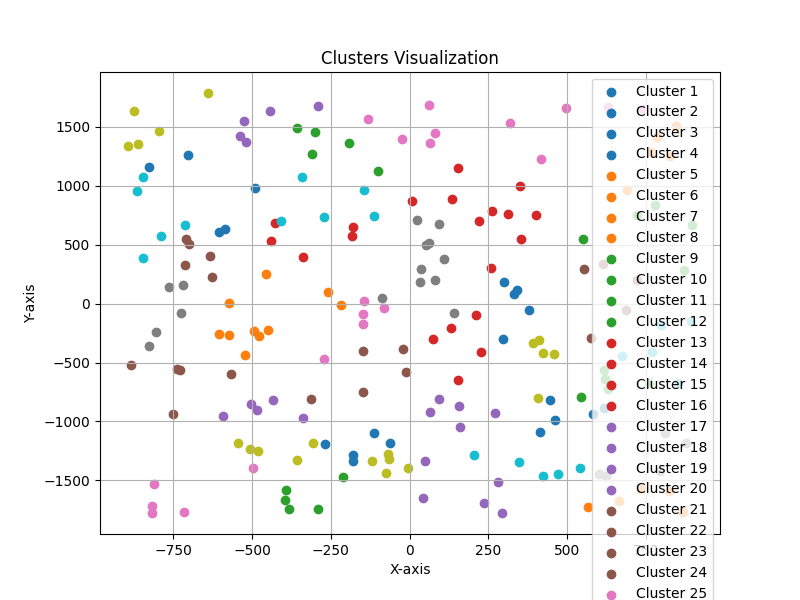 Clusters Visualization
Y-axis
1500
1000
500
0
−500
−1000
−1500
−750
−500
−250
0
250
500
X-axis
Cluster 1
Cluster 2
Cluster 3
Cluster 4
Cluster 5
Cluster 6
Cluster 7
Cluster 8
Cluster 9
Cluster 10
Cluster 11
Cluster 12
Cluster 13
Cluster 14
Cluster 15
Cluster 16
Cluster 17
Cluster 18
Cluster 19
Cluster 20
Cluster 21
Cluster 22
Cluster 23
Cluster 24
Cluster 25